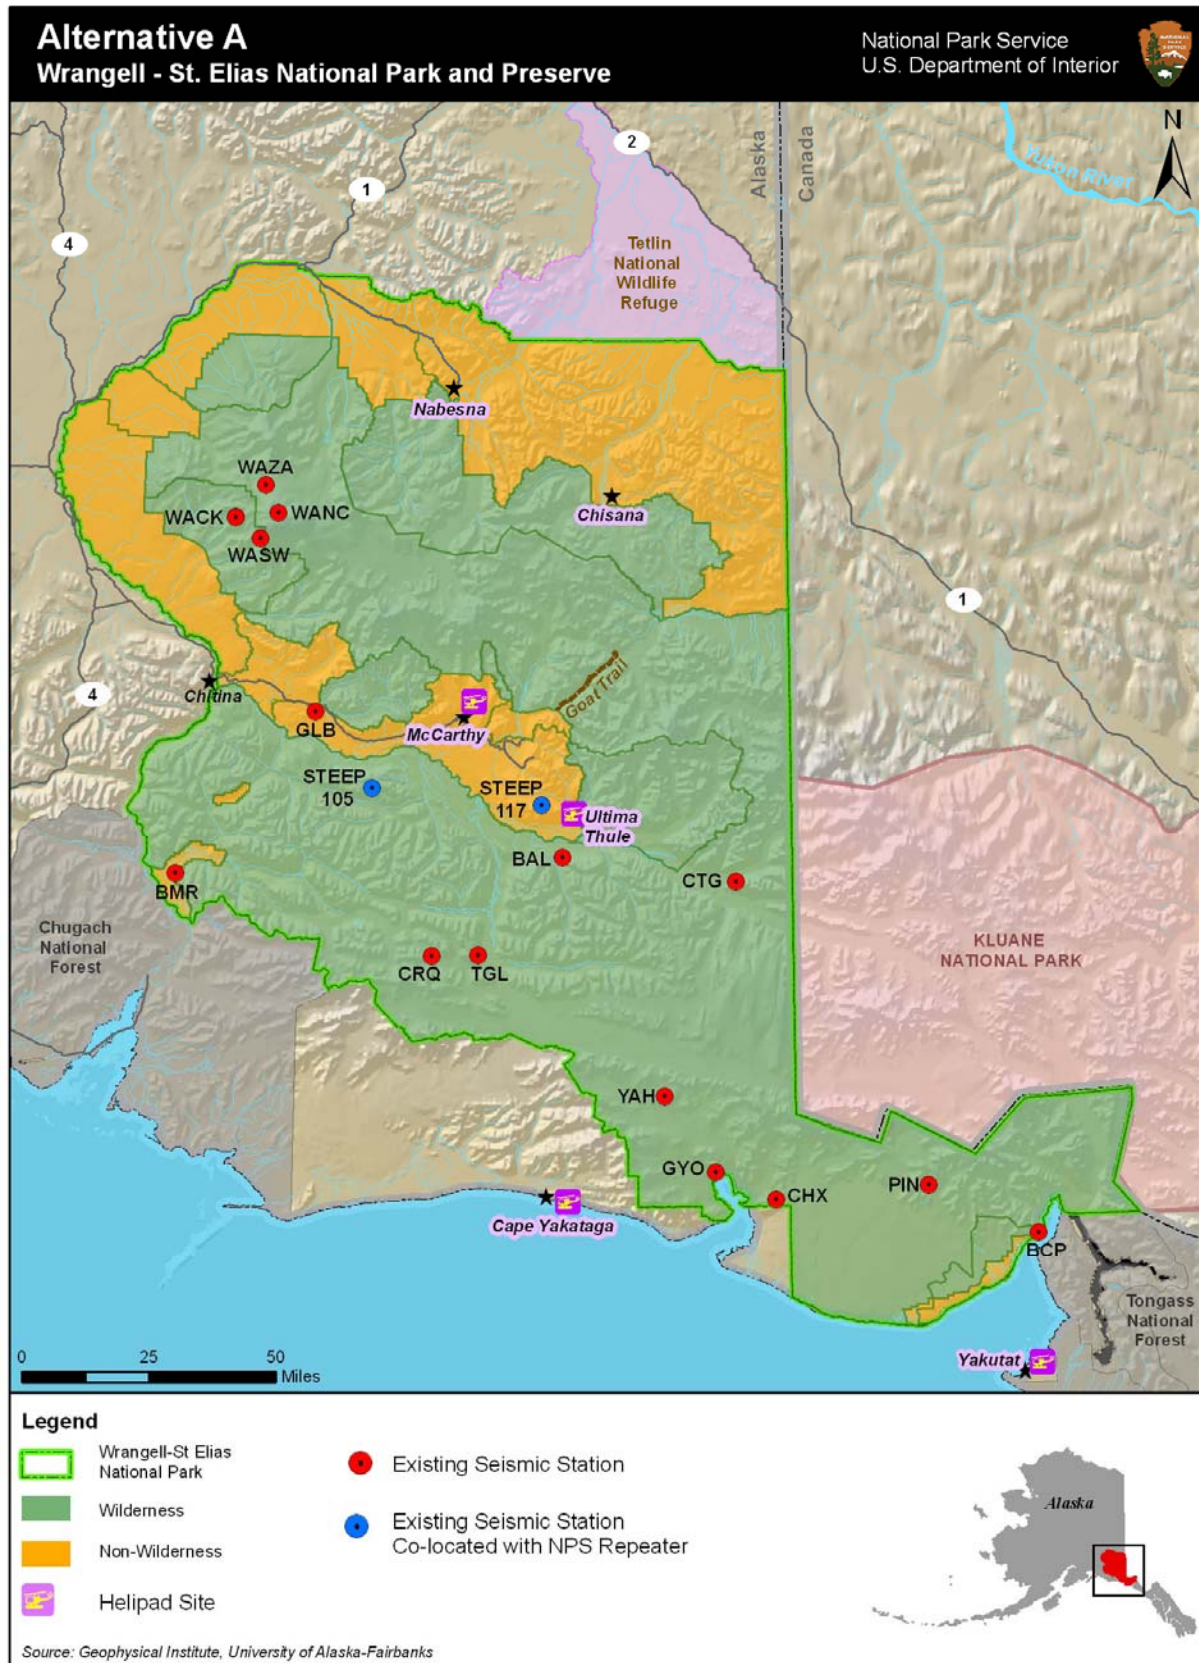 Alternative A
Wrangell - St. Elias National Park and Preserve
National Park Service
U.S. Department of Interior
N
2
Alaska
Canada
Yukon River
1
4
Tetlin
National
Wildlife
Refuge
Nabesna
WAZA
WACK
WANC
WASW
Chisana
1
4
Chitina
Goat Trail
GLB
McCarthy
STEEP
105
STEEP
117
Ultima
Thule
BAL
CTG
BMR
Chugach
National
Forest
KLUANE
NATIONAL PARK
CRQ
TGL
YAH
GYO
CHX
PIN
Cape Yakataga
BCP
Tongass
National
Forest
Yakutat
0 25 50
Miles
Legend
Wrangell-St Elias
National Park
Wilderness
Non-Wilderness
Helipad Site
Existing Seismic Station
Existing Seismic Station
Co-located with NPS Repeater
Alaska
Source: Geophysical Institute, University of Alaska-Fairbanks